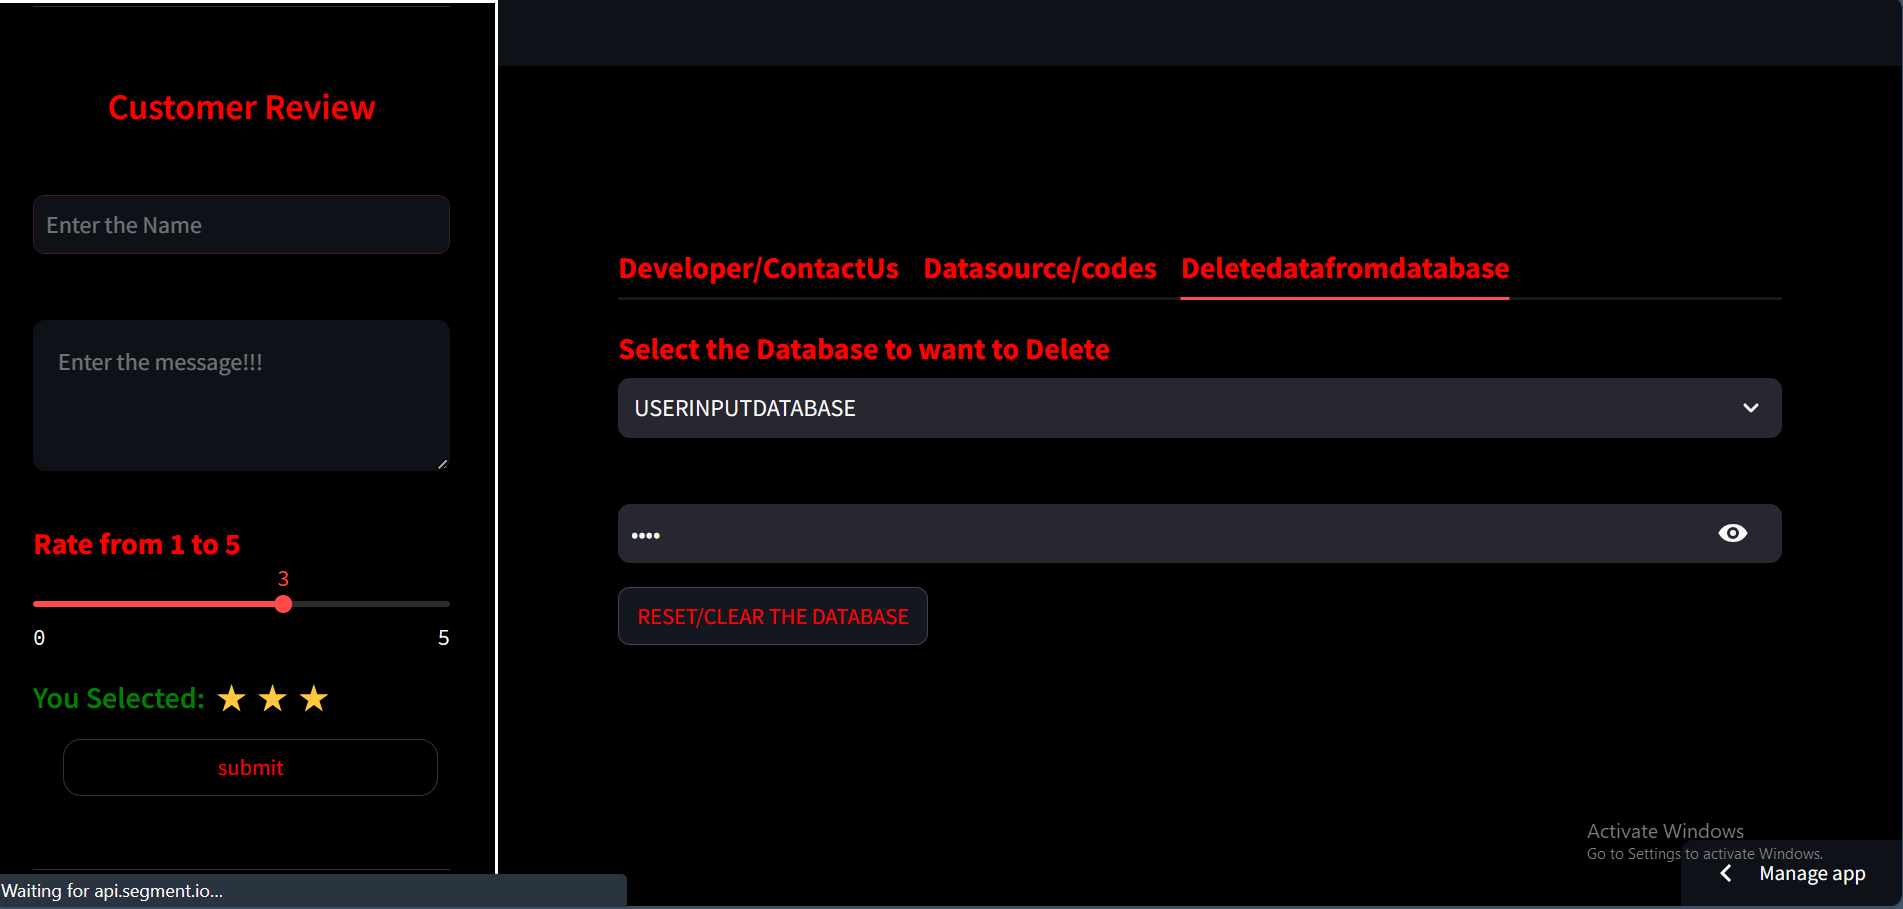 Customer Review
Enter the Name
Enter the message!!!
Rate from 1 to 5
3
0 5
You Selected:
submit
Waiting for api.segment.io...
Developer/ContactUs Datasource/codes Deletedatafromdatabase
Select the Database to want to Delete
USERINPUTDATABASE
••••
RESET/CLEAR THE DATABASE
Activate Windows
Go to Settings to activate Windows.
Manage app